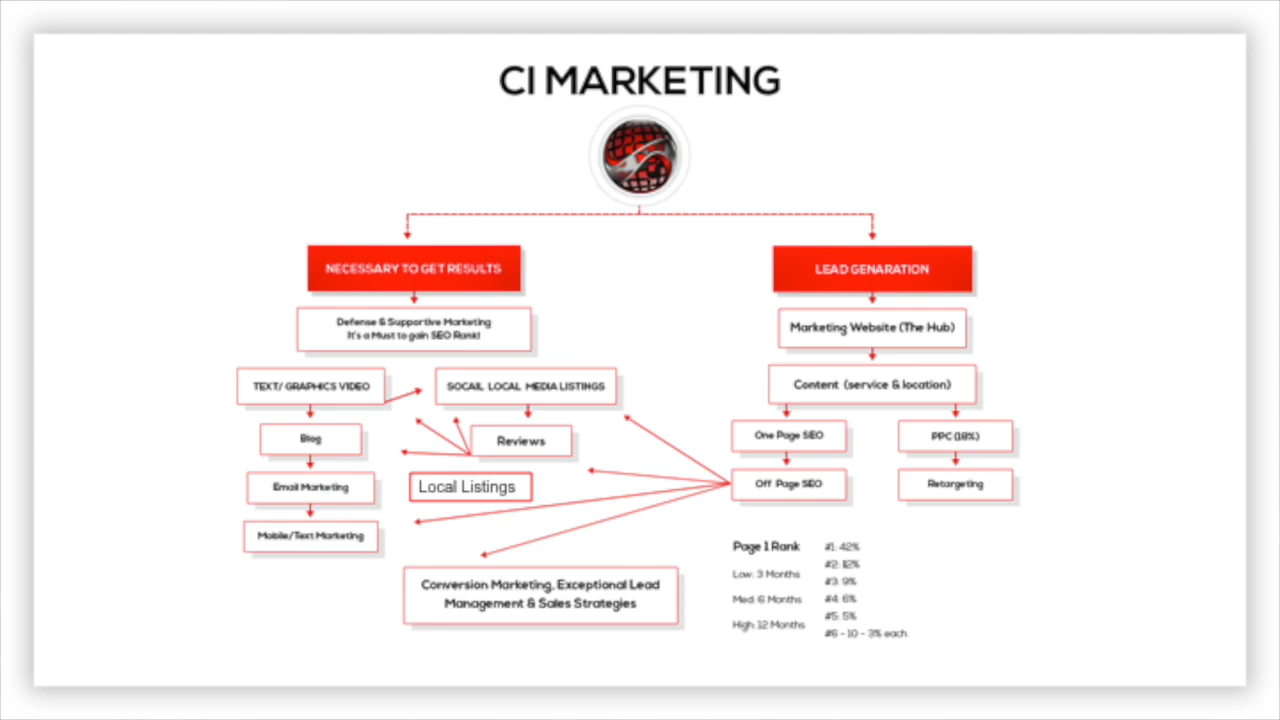 CI MARKETING
NECESSARY TO GET RESULTS
Defense & Supportive Marketing
It's a Must to gain SEO Rank!
TEXT/ GRAPHICS VIDEO
SOCAIL LOCAL MEDIA LISTINGS
Blog
Reviews
Email Marketing
Local Listings
Mobile/Text Marketing
Conversion Marketing, Exceptional Lead
Management & Sales Strategies
LEAD GENARATION
Marketing Website (The Hub)
Content (service & location)
One Page SEO
PPC (18%)
Off Page SEO
Retargeting
Page 1 Rank
Low: 3 Months
Med: 6 Months
High: 12 Months
#1: 42%
#2: 12%
#3: 9%
#4: 6%
#5: 5%
#6 - 10 - 3% each